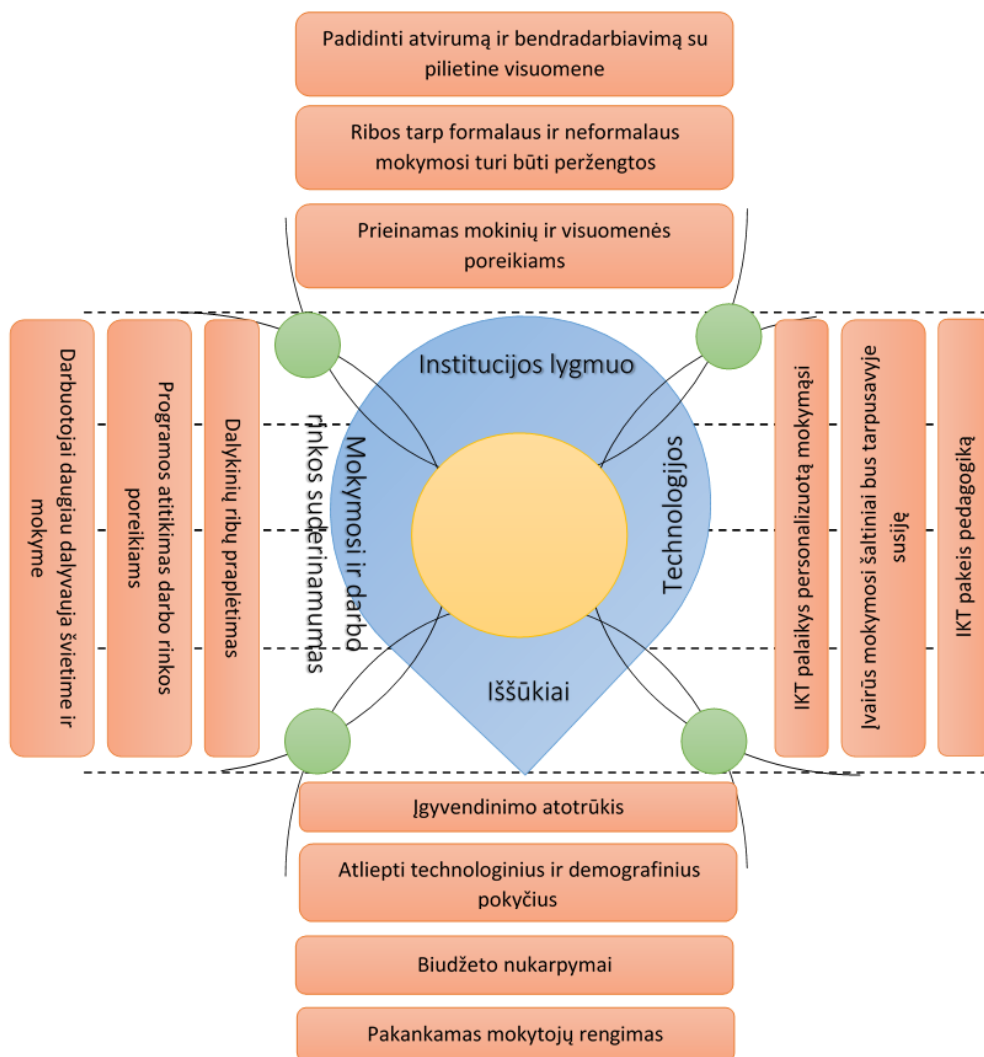 Padidinti atvirumą ir bendradarbiavimą su
pilietine visuomene
Ribos tarp formalaus ir neformalaus
mokymosi turi būti peržengtos
Prieinamas mokinių ir visuomenės
poreikiams
Darbuotojai daugiau dalyvauja švietime ir
mokyme
Programos atitikimas darbo rinkos
poreikiams
Dalykinių ribų praplėtimas
Mokymosi ir darbo
rinkos suderinamumas
Institucijos lygmuo
Technologijos
Iššūkiai
IKT palaikys personalizuotą mokymąsi
Įvairūs mokymosi šaltiniai bus tarpusavyje
susiję
IKT pakeis pedagogiką
Įgyvendinimo atotrūkis
Atliepti technologinius ir demografinius
pokyčius
Biudžeto nukarpymai
Pakankamas mokytojų rengimas